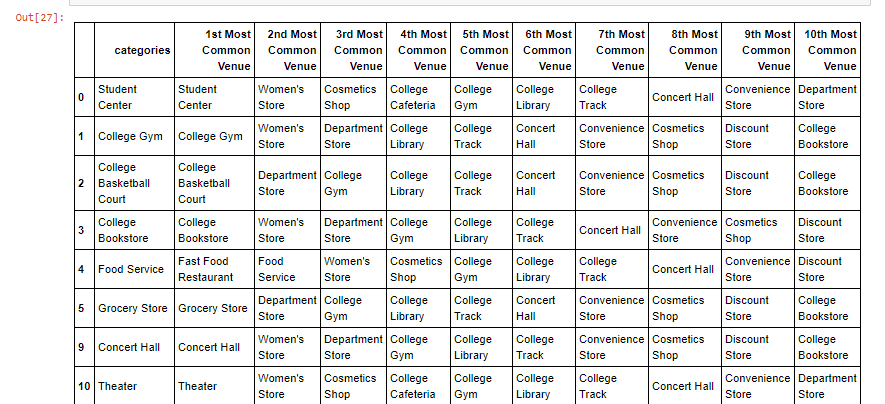 Out[27]:
categories 1st Most Common Venue 2nd Most Common Venue 3rd Most Common Venue 4th Most Common Venue 5th Most Common Venue 6th Most Common Venue 7th Most Common Venue 8th Most Common Venue 9th Most Common Venue 10th Most Common Venue
0 Student Center Student Center Women's Store Cosmetics Shop College Cafeteria College Gym College Library College Track Concert Hall Convenience Store Department Store
1 College Gym College Gym Women's Store Department Store College Library College Track Concert Hall Convenience Store Cosmetics Shop Discount Store College Bookstore
2 College Basketball Court College Basketball Court Department Store College Gym College Library College Track Concert Hall Convenience Store Cosmetics Shop Discount Store College Bookstore
3 College Bookstore College Bookstore Women's Store Department Store College Gym College Library College Track Concert Hall Convenience Store Cosmetics Shop Discount Store
4 Food Service Fast Food Restaurant Food Service Women's Store Cosmetics Shop College Gym College Library College Track Concert Hall Convenience Store Discount Store
5 Grocery Store Grocery Store Department Store College Gym College Library College Track Concert Hall Convenience Store Cosmetics Shop Discount Store College Bookstore
9 Concert Hall Concert Hall Women's Store Department Store College Gym College Library College Track Convenience Store Cosmetics Shop Discount Store College Bookstore
10 Theater Theater Women's Store Cosmetics Shop College Cafeteria College Gym College Library College Track Concert Hall Convenience Store Department Store